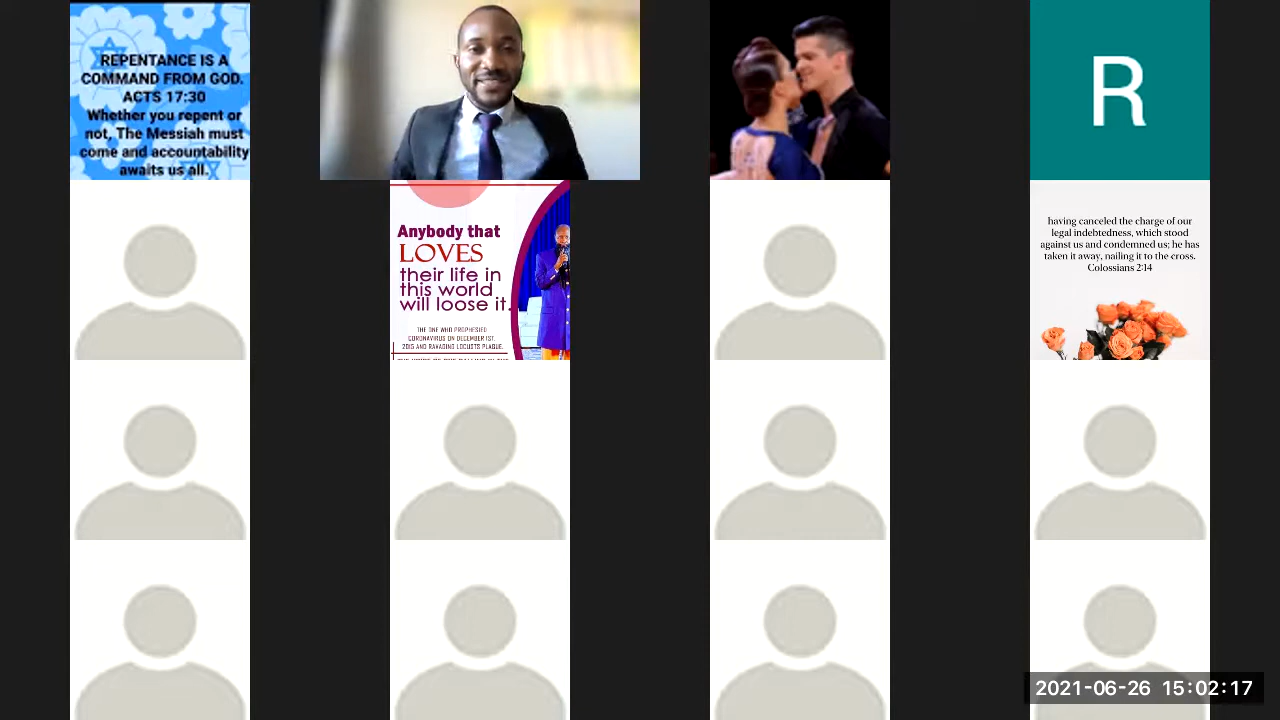 REPENTANCE IS A
COMMAND FROM GOD.
ACTS 17:30
Whether you repent or
not, The Messiah must
come and accountability
awaits us all.
R
Anybody that
LOVES
their life in
this world
will loose it.
THE ONE WHO PROPHESIED
CORONAVIRUS ON DECEMBER 1ST,
2015 AND RAVAGING LOCUSTS PLAGUE.
having canceled the charge of our
legal indebtedness, which stood
against us and condemned us; he has
taken it away, nailing it to the cross.
Colossians 2:14
2021-06-26 15:02:17